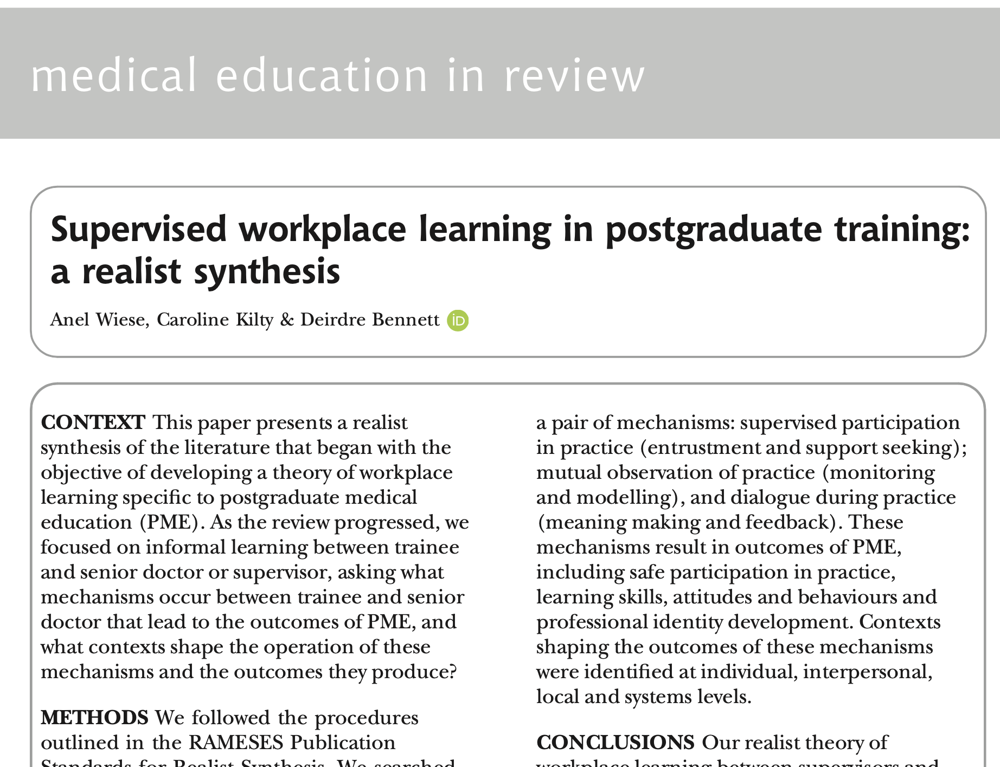 medical education in review
Supervised workplace learning in postgraduate training:
a realist synthesis
Anel Wiese, Caroline Kilty & Deirdre Bennett iD
CONTEXT This paper presents a realist
synthesis of the literature that began with the
objective of developing a theory of workplace
learning specific to postgraduate medical
education (PME). As the review progressed, we
focused on informal learning between trainee
and senior doctor or supervisor, asking what
mechanisms occur between trainee and senior
doctor that lead to the outcomes of PME, and
what contexts shape the operation of these
mechanisms and the outcomes they produce?
METHODS We followed the procedures
outlined in the RAMESES Publication
Standards for Realist Synthesis. We searched
a pair of mechanisms: supervised participation
in practice (entrustment and support seeking);
mutual observation of practice (monitoring
and modelling), and dialogue during practice
(meaning making and feedback). These
mechanisms result in outcomes of PME,
including safe participation in practice,
learning skills, attitudes and behaviours and
professional identity development. Contexts
shaping the outcomes of these mechanisms
were identified at individual, interpersonal,
local and systems levels.
CONCLUSIONS Our realist theory of
workplace learning between supervisors and